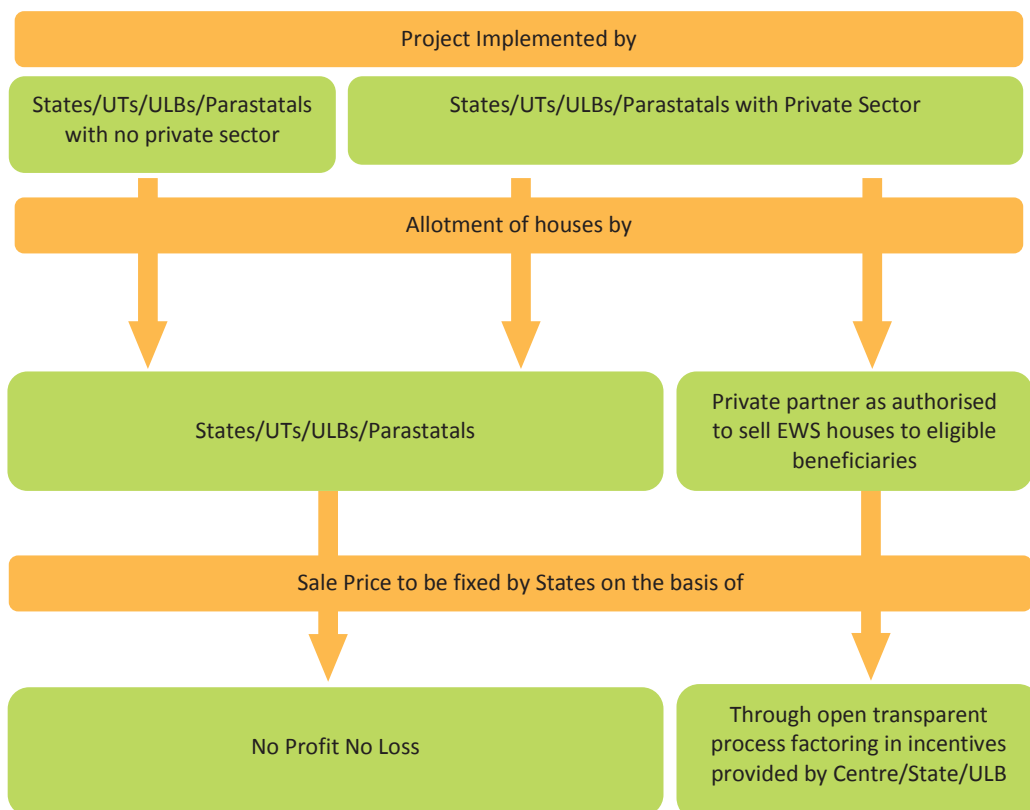 Project Implemented by
States/UTs/ULBs/Parastatals
with no private sector
States/UTs/ULBs/Parastatals with Private Sector
Allotment of houses by
States/UTs/ULBs/Parastatals
Private partner as authorised
to sell EWS houses to eligible
beneficiaries
Sale Price to be fixed by States on the basis of
No Profit No Loss
Through open transparent
process factoring in incentives
provided by Centre/State/ULB